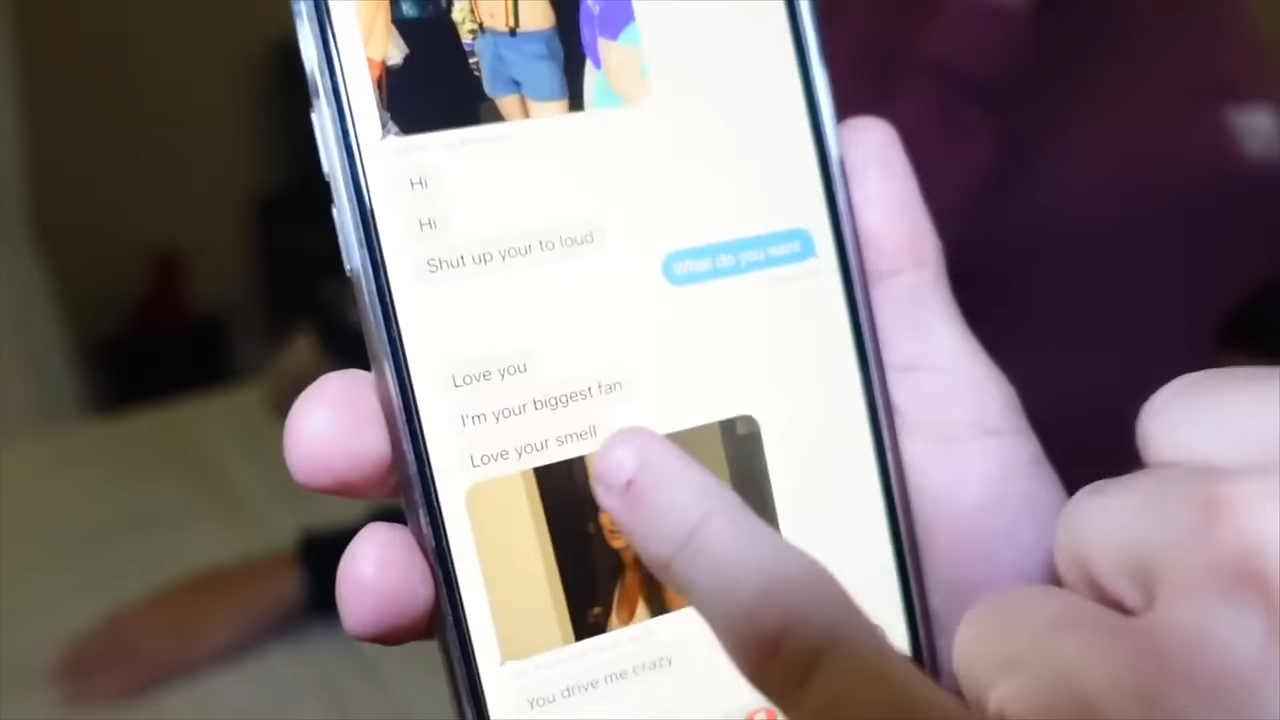 Hi
Hi
Shut up your to loud
What do you want
Love you
I'm your biggest fan
Love your smell
You drive me crazy